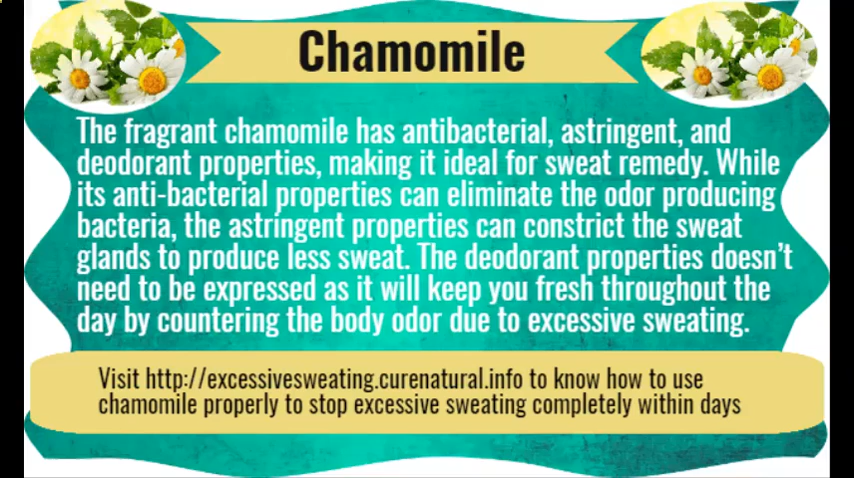 Chamomile
The fragrant chamomile has antibacterial, astringent, and
deodorant properties, making it ideal for sweat remedy. While
its anti-bacterial properties can eliminate the odor producing
bacteria, the astringent properties can constrict the sweat
glands to produce less sweat. The deodorant properties doesn't
need to be expressed as it will keep you fresh throughout the
day by countering the body odor due to excessive sweating.
Visit http://excessivesweating.curenatural.info to know how to use
chamomile properly to stop excessive sweating completely within days